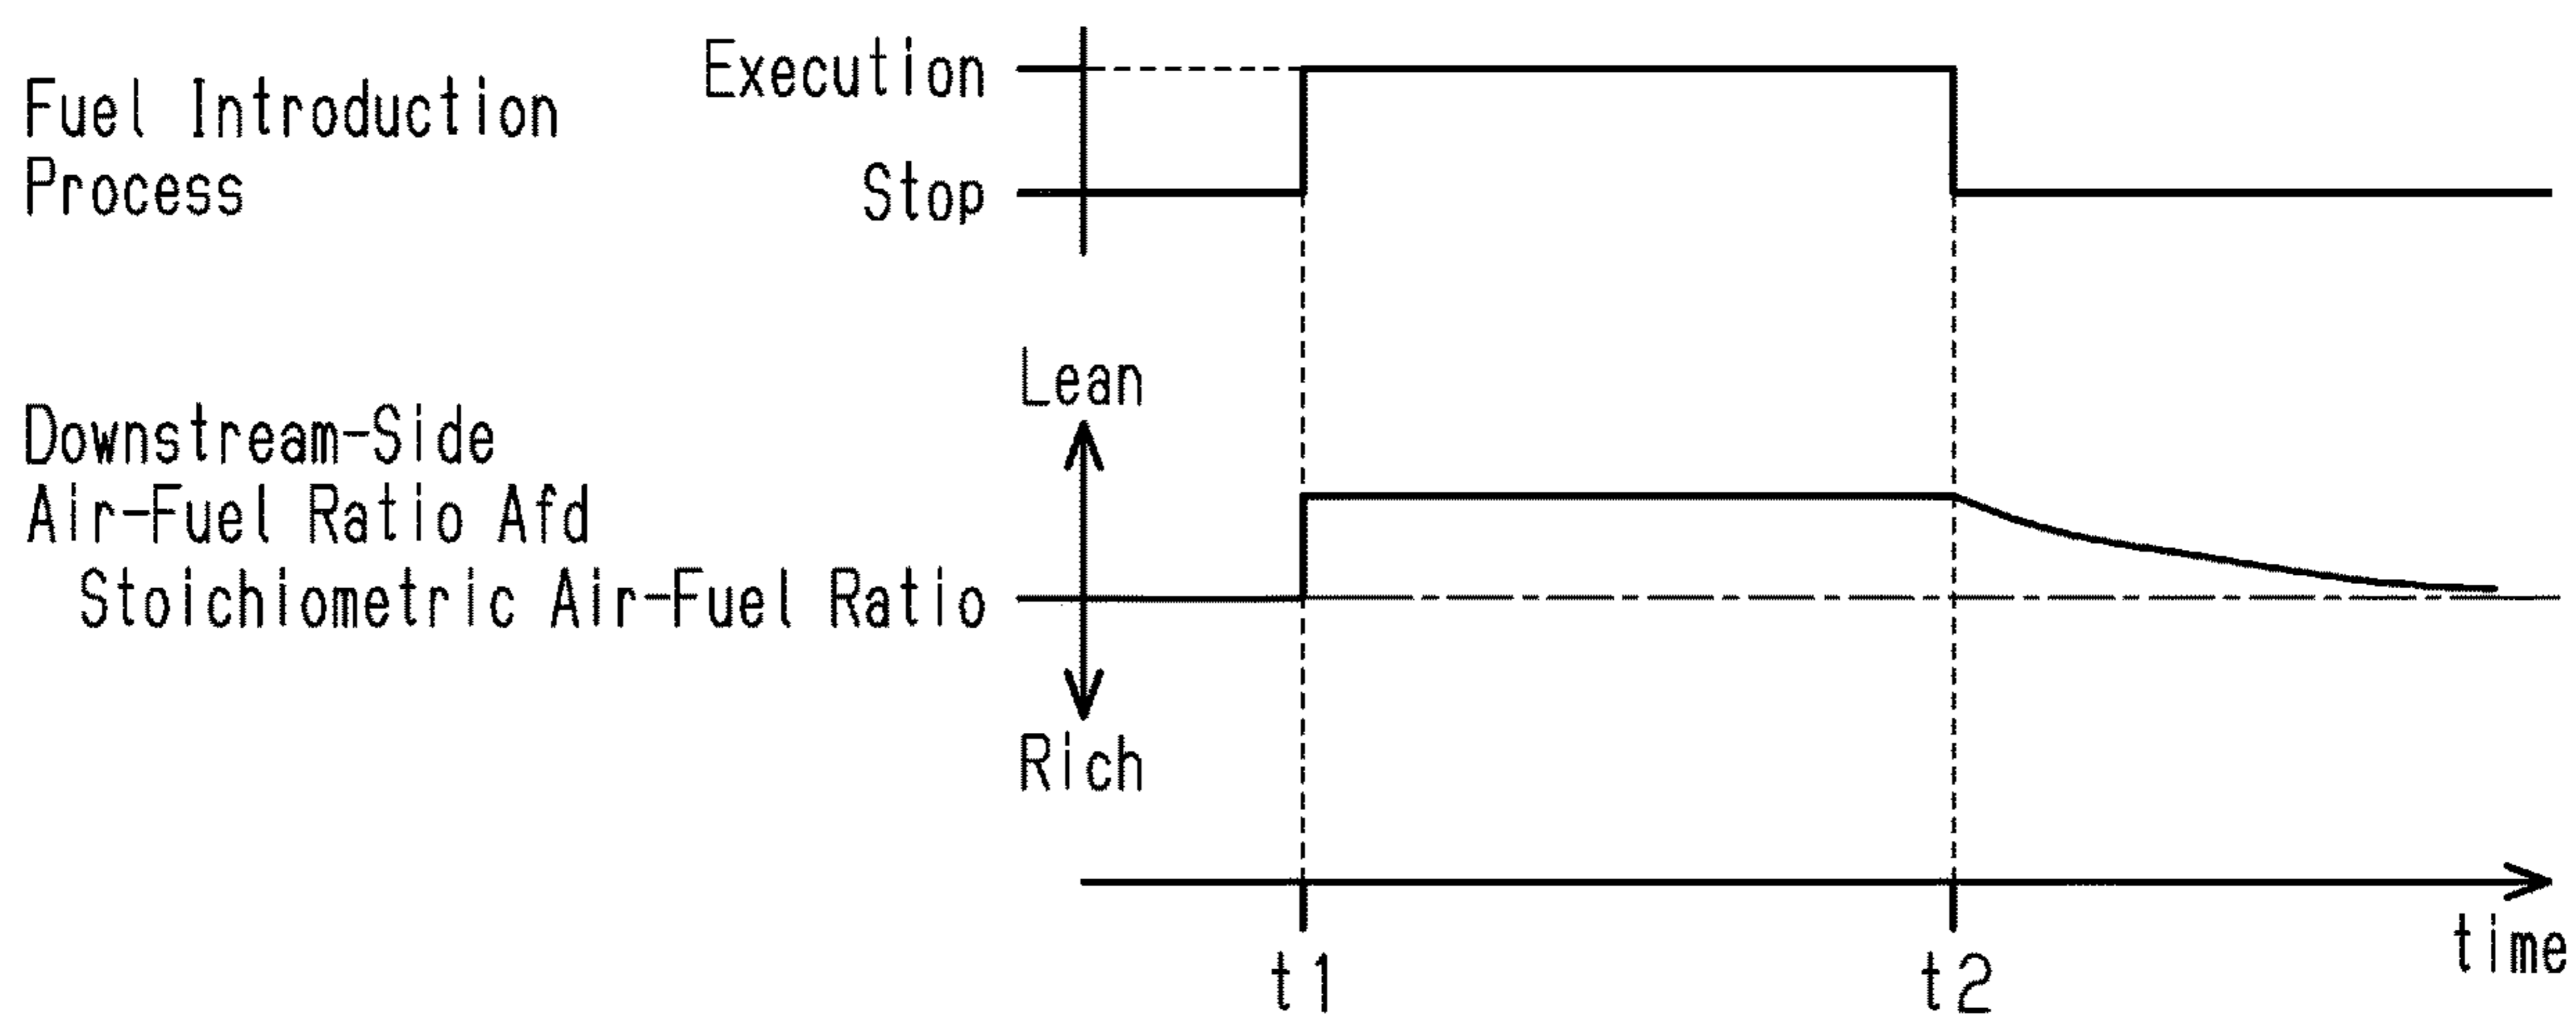 Execution
Fuel Introduction
Process
Stop
Lean
Downstream-Side
Air-Fuel Ratio Afd
Stoichiometric Air-Fuel Ratio
Rich
time
t1
t2